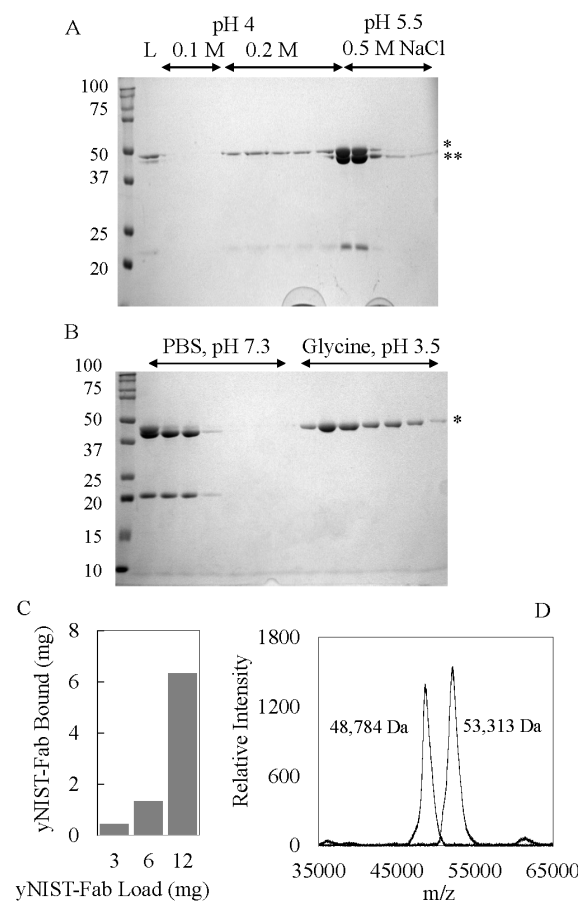 A
pH 4
pH 5.5
L
0.1 M
0.2 M
0.5 M NaCl
100
75
50
37
25
20
*
**
B
PBS, pH 7.3
Glycine, pH 3.5
100
75
50
37
25
20
15
10
*
C
yNIST-Fab Bound (mg)
8
6
4
2
0
3
6
12
yNIST-Fab Load (mg)
D
Relative Intensity
1800
1200
600
0
48,784 Da
53,313 Da
35000
45000
55000
65000
m/z